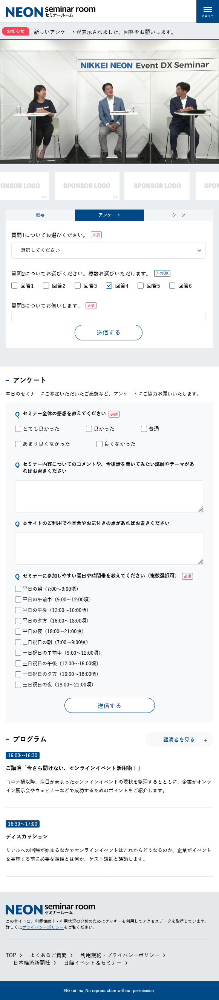 NEON seminar room
セミナールーム
メニュー
お知らせ 新しいアンケートが表示されました。回答をお願いします。
NIKKEI NEON Event DX Seminar
PONSOR LOGO SPONSOR LOGO SPONSOR LOGO SPON
01 02
概要 アンケート シーン
質問1についてお選びください。 必須
選択してください
質問2についてお選びください。複数お選びいただけます。 入力OK
回答1 回答2 回答3 回答4 回答5 回答6
質問3についてお伺いします。 必須
送信する
アンケート
本日のセミナーにご参加いただいたご感想など、アンケートにご協力お願いいたします。
Q セミナー全体の感想を教えてください 必須
とても良かった 良かった 普通
あまり良くなかった 良くなかった
Q セミナー内容についてのコメントや、今後話を聞いてみたい講師やテーマがあ
ればお書きください
Q 本サイトのご利用で不具合やお気付きの点があればお書きください
Q セミナーに参加しやすい曜日や時間帯を教えてください（複数選択可） 必須
平日の朝（7:00〜9:00頃）
平日の午前中（9:00〜12:00頃）
平日の午後（12:00〜16:00頃）
平日の夕方（16:00〜18:00頃）
平日の夜（18:00〜21:00頃）
土日祝日の朝（7:00〜9:00頃）
土日祝日の午前中（9:00〜12:00頃）
土日祝日の午後（12:00〜16:00頃）
土日祝日の夕方（16:00〜18:00頃）
土日祝日の夜（18:00〜21:00頃）
送信する
プログラム
講演者を見る +
16:00〜16:30
ご講演「今さら聞けない、オンラインイベント活用術！」
コロナ禍以降、注目が高まったオンラインイベントの現状を整理するとともに、企業がオンラ
イン展示会やウェビナーなどで成功するためのポイントをご紹介します。
16:30〜17:00
ディスカッション
リアルへの回帰が始まるなかでオンラインイベントはこれからどうなるのか、企業がイベント
を実施する前に必要な準備とは何か、ゲスト講師と議論します。
NEON seminar room
セミナールーム
このサイトは、利便性向上・利用状況の分析のためにクッキーを利用してアクセスデータを取得しています。
詳しくはプライバシーポリシーをご覧ください。
TOP よくあるご質問 利用規約・プライバシーポリシー
日本経済新聞社 日経イベント＆セミナー
Nikkei Inc. No reproduction without permission.